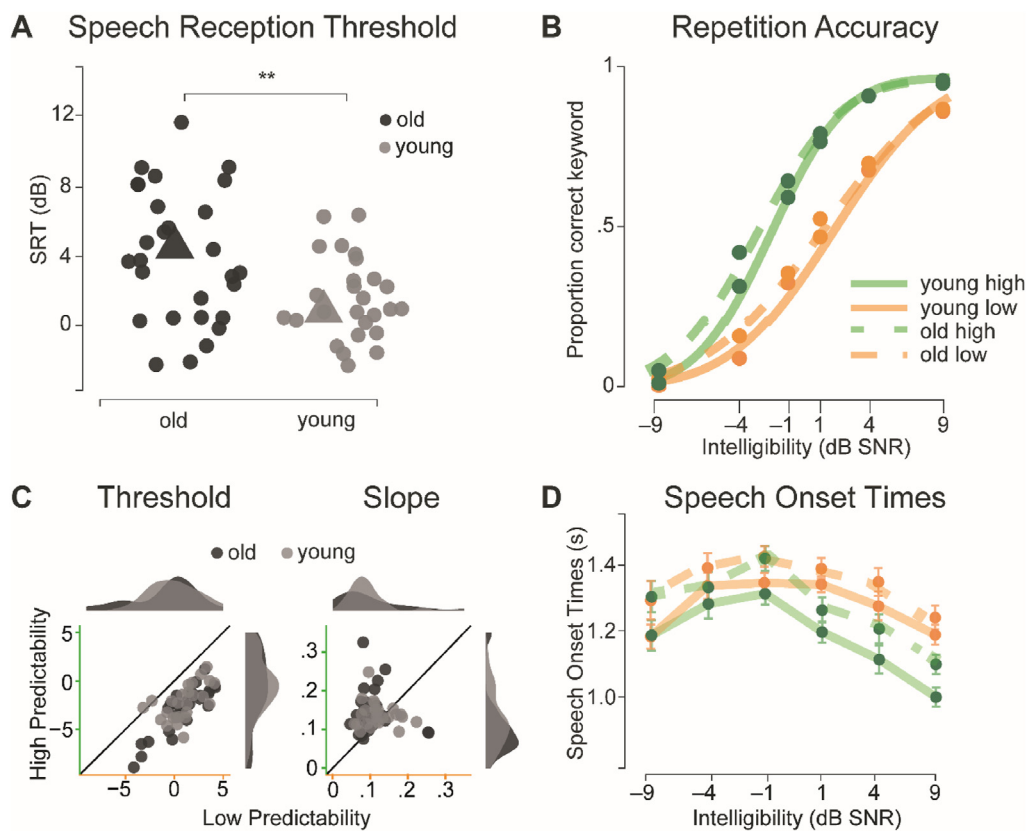 A Speech Reception Threshold
**
old
young
SRT (dB)
12
8
4
0
old young
B Repetition Accuracy
Proportion correct keyword
1
.5
0
young high
young low
old high
old low
–9 –4 –1 1 4 9
Intelligibility (dB SNR)
C Threshold Slope
old young
High Predictability
5
0
–5
–5 0 5
.3
.2
.1
0
0 .1 .2 .3
Low Predictability
D Speech Onset Times
Speech Onset Times (s)
1.4
1.2
1.0
–9 –4 –1 1 4 9
Intelligibility (dB SNR)